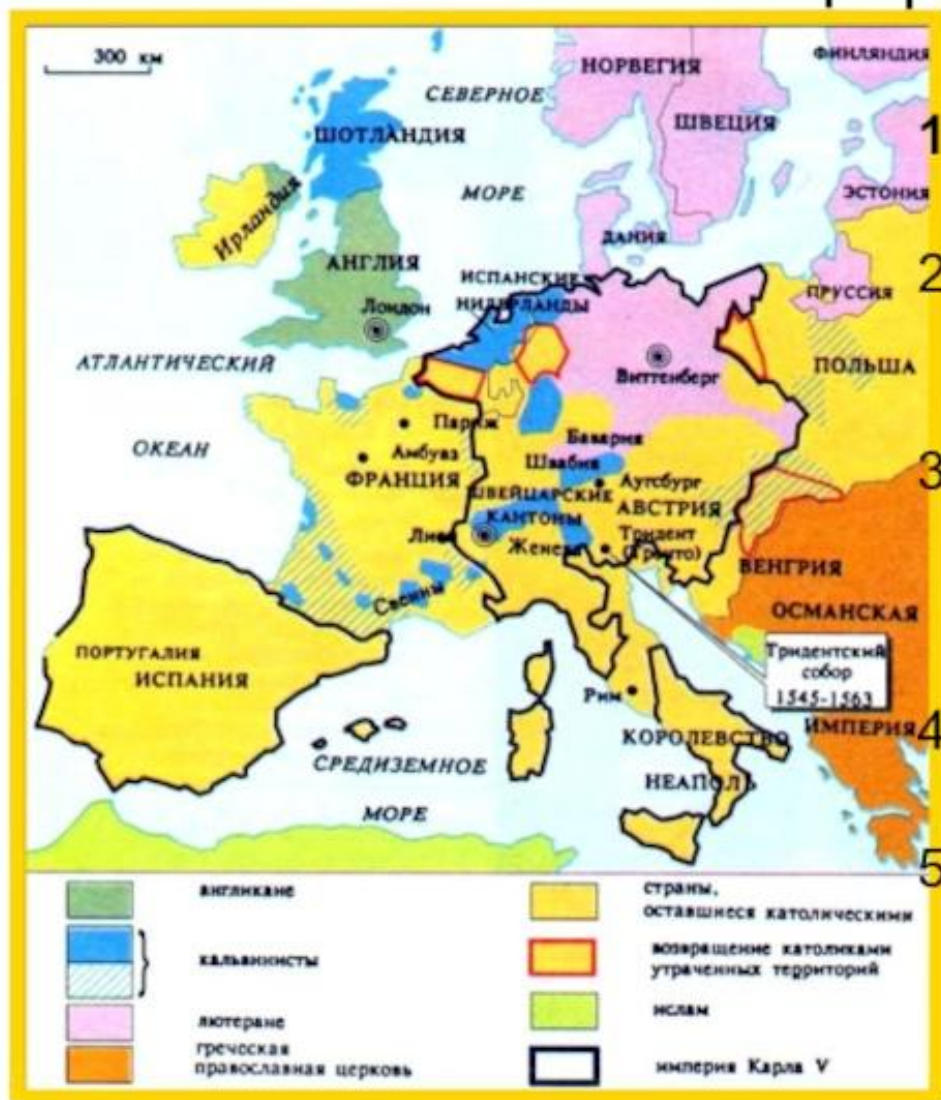 300 км
НОРВЕГИЯ
ФИНЛЯНДИЯ
СЕВЕРНОЕ
ШВЕЦИЯ
1
ШОТЛАНДИЯ
МОРЕ
ЭСТОНИЯ
Ирландия
ДАНИЯ
АНГЛИЯ
ИСПАНСКИЕ
НИДЕРЛАНДЫ
2
ПРУССИЯ
Лондон
АТЛАНТИЧЕСКИЙ
ПОЛЬША
Виттенберг
Париж
ОКЕАН
Амбуаз
Бавария
ФРАНЦИЯ
Швабия
3
Аугсбург
ШВЕЙЦАРСКИЕ
АВСТРИЯ
КАНТОНЫ
Лион
Женева
Тридент
(Тренто)
ВЕНГРИЯ
Севенны
ОСМАНСКАЯ
ПОРТУГАЛИЯ
ИСПАНИЯ
Тридентский
собор
1545-1563
Рим
ИМПЕРИЯ
4
КОРОЛЕВСТВО
СРЕДИЗЕМНОЕ
НЕАПОЛЬ
МОРЕ
5
англикане
кальвинисты
лютеране
греческая
православная церковь
страны,
оставшиеся католическими
возвращение католиками
утраченных территорий
ислам
империя Карла V